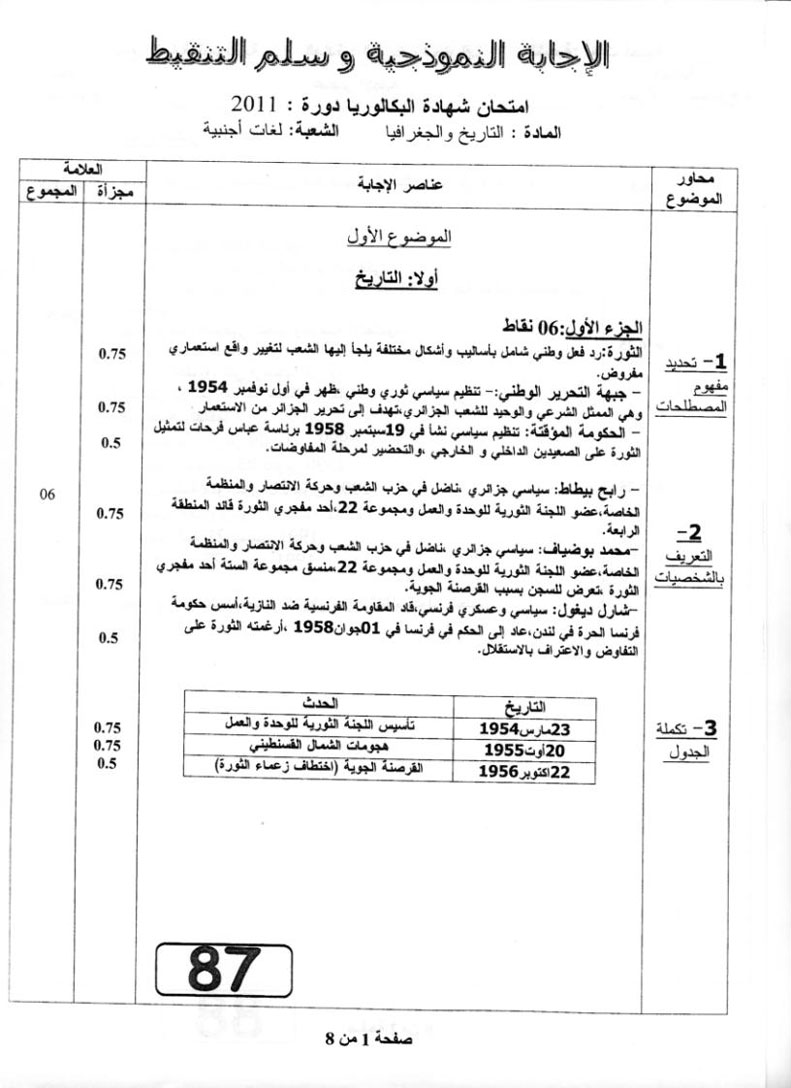 الإجابة النموذجية و سلم التنقيط
امتحان شهادة البكالوريا دورة : 2011
المادة : التاريخ والجغرافيا الشعبة: لغات أجنبية
محاور الموضوع
عناصر الإجابة
العلامة
مجزأة
المجموع
الموضوع الأول
أولا: التاريخ
الجزء الأول:06 نقاط
1- تحديد
مفهوم
المصطلحات
الثورة:رد فعل وطني شامل بأساليب وأشكال مختلفة يلجأ إليها الشعب لتغيير واقع استعماري
مفروض.
0.75
– جبهة التحرير الوطني:– تنظيم سياسي ثوري وطني ،ظهر في أول نوفمبر 1954 ،
وهي الممثل الشرعي والوحيد للشعب الجزائري،تهدف إلى تحرير الجزائر من الاستعمار
0.75
– الحكومة المؤقتة: تنظيم سياسي نشأ في 19سبتمبر 1958 برئاسة عباس فرحات لتمثيل
الثورة على الصعيدين الداخلي و الخارجي ،والتحضير لمرحلة المفاوضات.
0.5
06
2-
التعريف
بالشخصيات
– رابح بيطاط: سياسي جزائري ،ناضل في حزب الشعب وحركة الانتصار والمنظمة
الخاصة،عضو اللجنة الثورية للوحدة والعمل ومجموعة 22،أحد مفجري الثورة قائد المنطقة
الرابعة.
0.75
–محمد بوضياف: سياسي جزائري ،ناضل في حزب الشعب وحركة الانتصار والمنظمة
الخاصة،عضو اللجنة الثورية للوحدة والعمل ومجموعة 22،منسق مجموعة الستة أحد مفجري
الثورة ،تعرض للسجن بسبب القرصنة الجوية.
0.75
–شارل ديغول: سياسي وعسكري فرنسي،قاد المقاومة الفرنسية ضد النازية،أسس حكومة
فرنسا الحرة في لندن،عاد إلى الحكم في فرنسا في 01جوان1958 ،أرغمته الثورة على
التفاوض والاعتراف بالاستقلال.
0.5
3- تكملة
الجدول
التاريخ الحدث
23مارس1954 تأسيس اللجنة الثورية للوحدة والعمل 0.75
20أوت1955 هجومات الشمال القسنطيني 0.75
22أكتوبر1956 القرصنة الجوية (اختطاف زعماء الثورة) 0.5
87
صفحة 1 من 8